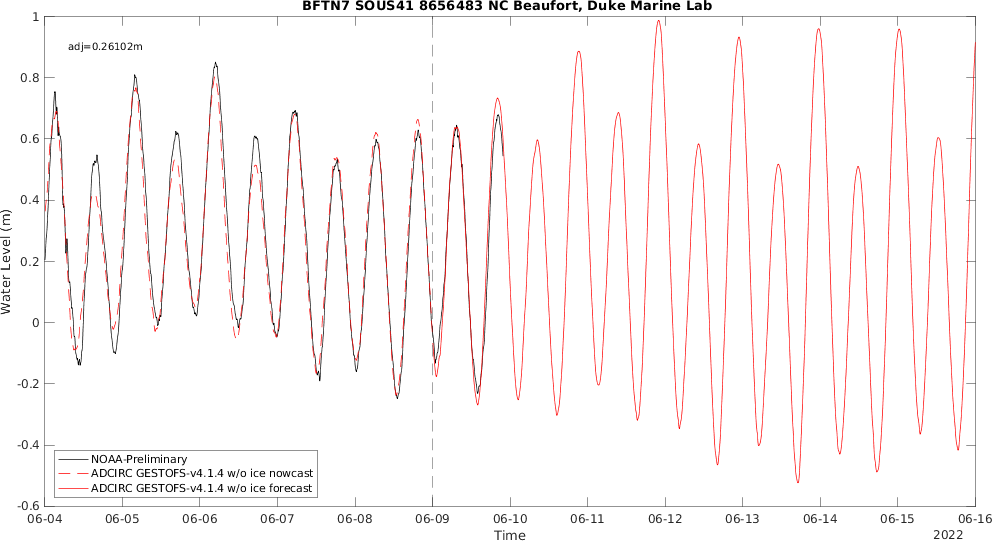 BFTN7 SOUS41 8656483 NC Beaufort, Duke Marine Lab
adj=0.26102m
1
0.8
0.6
0.4
0.2
0
-0.2
-0.4
-0.6
Water Level (m)
NOAA-Preliminary
ADCIRC GESTOFS-v4.1.4 w/o ice nowcast
ADCIRC GESTOFS-v4.1.4 w/o ice forecast
06-04 06-05 06-06 06-07 06-08 06-09 06-10 06-11 06-12 06-13 06-14 06-15 06-16
Time
2022